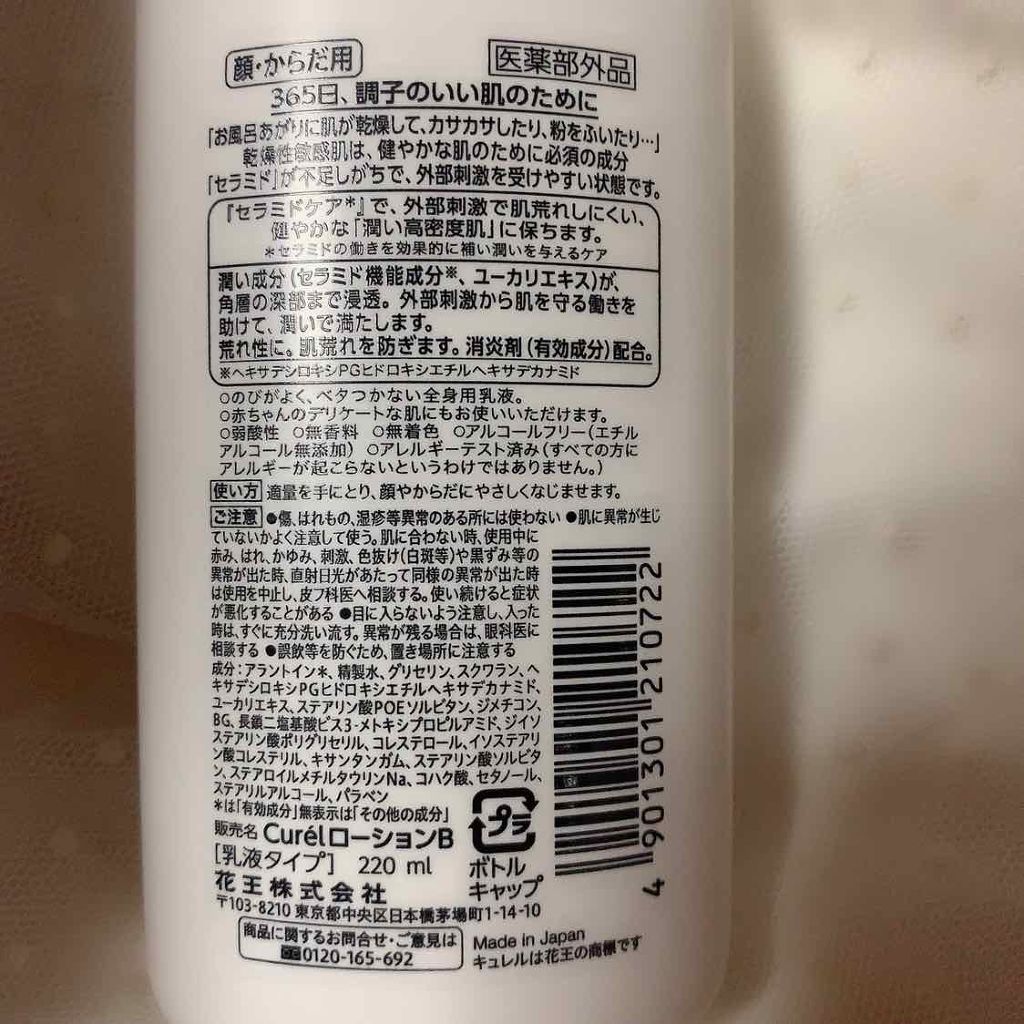 顔・からだ用
医薬部外品
365日、調子のいい肌のために
「お風呂あがりに肌が乾燥して、カサカサしたり、粉をふいたり…」
乾燥性敏感肌は、健やかな肌のために必須の成分
「セラミド」が不足しがちで、外部刺激を受けやすい状態です。
『セラミドケア*』で、外部刺激で肌荒れしにくい、
健やかな「潤い高密度肌」に保ちます。
*セラミドの働きを効果的に補い潤いを与えるケア
潤い成分(セラミド機能成分※、ユーカリエキス)が、
角層の深部まで浸透。外部刺激から肌を守る働きを
助けて、潤いで満たします。
荒れ性に。肌荒れを防ぎます。消炎剤(有効成分)配合。
※ヘキサデシロキシPGヒドロキシエチルヘキサデカナミド
○のびがよく、ベタつかない全身用乳液。
○赤ちゃんのデリケートな肌にもお使いいただけます。
○弱酸性 ○無香料 ○無着色 ○アルコールフリー(エチル
アルコール無添加) ○アレルギーテスト済み(すべての方に
アレルギーが起こらないというわけではありません。)
使い方 適量を手にとり、顔やからだにやさしくなじませます。
ご注意 ●傷、はれもの、湿疹等異常のある所には使わない ●肌に異常が生じ
ていないかよく注意して使う。肌に合わない時、使用中に
赤み、はれ、かゆみ、刺激、色抜け(白斑等)や黒ずみ等の
異常が出た時、直射日光があたって同様の異常が出た時
は使用を中止し、皮フ科医へ相談する。使い続けると症状
が悪化することがある ●目に入らないよう注意し、入った
時は、すぐに充分洗い流す。異常が残る場合は、眼科医に
相談する ●誤飲等を防ぐため、置き場所に注意する
成分:アラントイン*、精製水、グリセリン、スクワラン、ヘ
キサデシロキシPGヒドロキシエチルヘキサデカナミド、
ユーカリエキス、ステアリン酸POEソルビタン、ジメチコン、
BG、長鎖二塩基酸ビス3-メトキシプロピルアミド、ジイソ
ステアリン酸ポリグリセリル、コレステロール、イソステアリ
ン酸コレステリル、キサンタンガム、ステアリン酸ソルビタ
ン、ステアロイルメチルタウリンNa、コハク酸、セタノール、
ステアリルアルコール、パラベン
*は「有効成分」無表示は「その他の成分」
販売名 CurélローションB
[乳液タイプ] 220 ml
花王株式会社
〒103-8210 東京都中央区日本橋茅場町1-14-10
商品に関するお問合せ・ご意見は
0120-165-692
プラ
ボトル
キャップ
Made in Japan
キュレルは花王の商標です
4 901301 210722